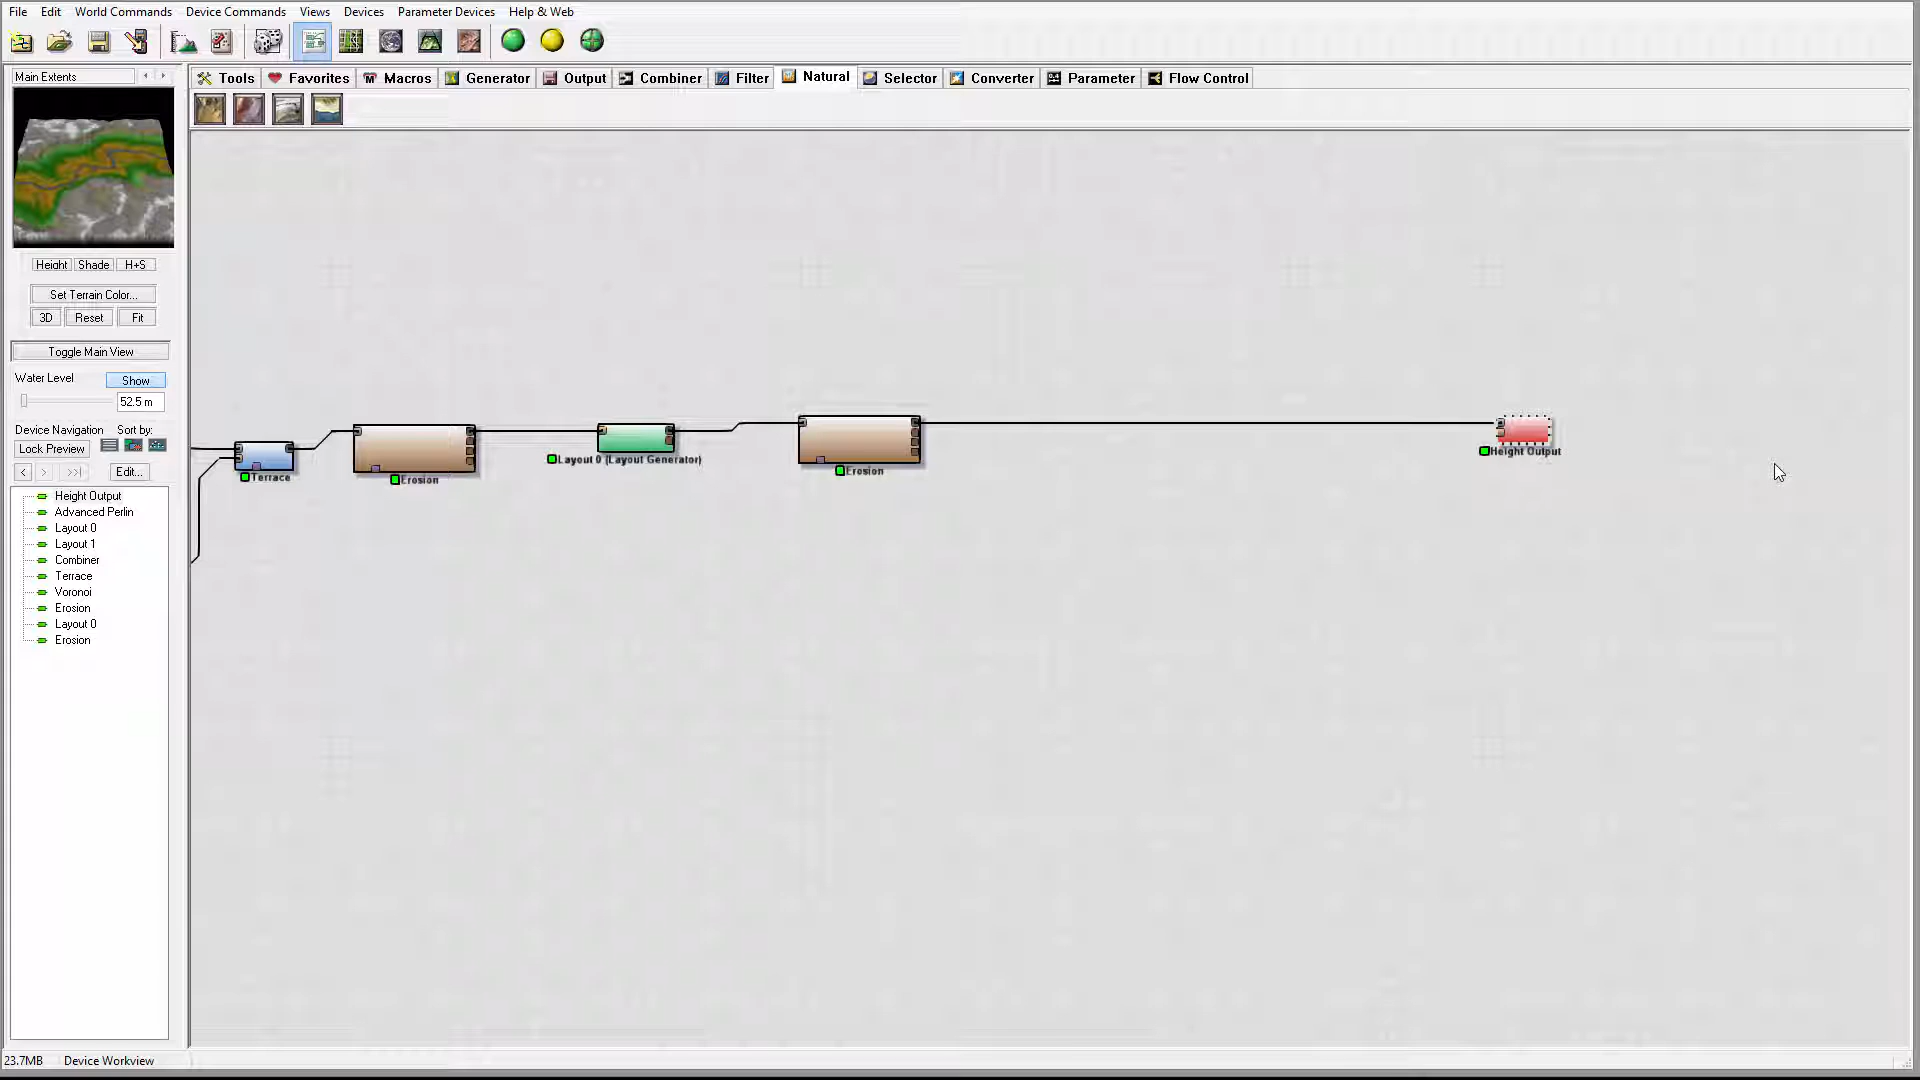 File Edit World Commands Device Commands Views Devices Parameter Devices Help & Web
Main Extents
Tools Favorites Macros Generator Output Combiner Filter Natural Selector Converter Parameter Flow Control
Height Shade H+S
Set Terrain Color...
3D Reset Fit
Toggle Main View
Water Level Show
52.5 m
Device Navigation Sort by:
Lock Preview
< > >>| Edit...
Height Output
Advanced Perlin
Layout 0
Layout 1
Combiner
Terrace
Voronoi
Erosion
Layout 0
Erosion
Terrace
Erosion
Layout 0 (Layout Generator)
Erosion
Height Output
23.7MB Device Workview